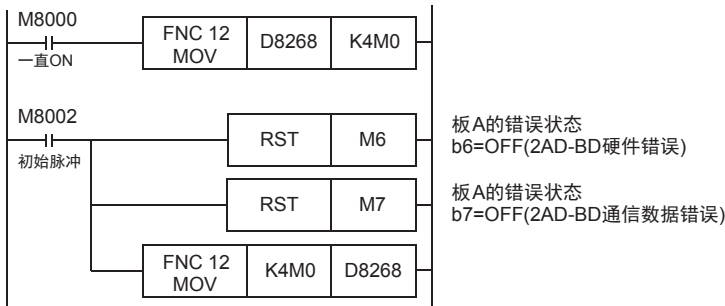 M8000
一直ON
FNC 12
MOV
D8268
K4M0
M8002
初始脉冲
RST
M6
板A的错误状态
b6=OFF(2AD-BD硬件错误)
RST
M7
板A的错误状态
b7=OFF(2AD-BD通信数据错误)
FNC 12
MOV
K4M0
D8268